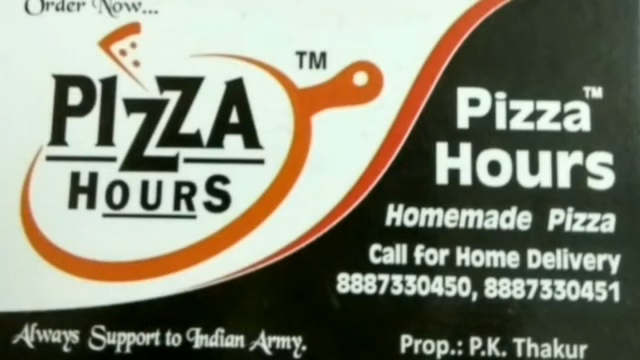 Order Now...
PIZZA TM
HOURS
Pizza TM
Hours
Homemade Pizza
Call for Home Delivery
8887330450, 8887330451
Always Support to Indian Army.
Prop.: P.K. Thakur